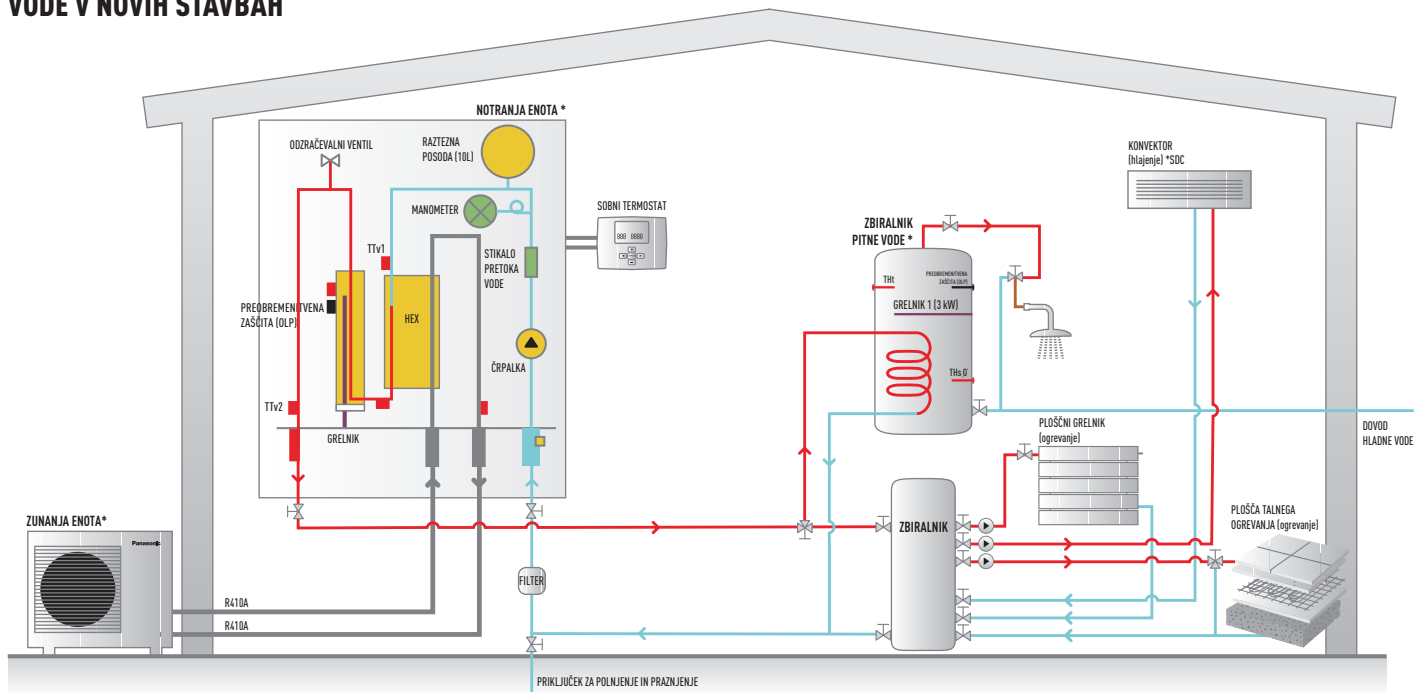 VODE V NOVIH STAVBAH
NOTRANJA ENOTA *
ODZRAČEVALNI VENTIL
RAZTEZNA
POSODA (10L)
MANOMETER
SOBNI TERMOSTAT
888 8888
TTv1
STIKALO
PRETOKA
VODE
PREOBREMENITVENA
ZAŠČITA (OLP)
HEX
ČRPALKA
TTv2
GRELNIK
KONVEKTOR
(hlajenje) *SDC
ZBIRALNIK
PITNE VODE *
THt
PREOBREMENITVENA
ZAŠČITA (OLP)
GRELNIK 1 (3 kW)
THs
DOVOD
HLADNE VODE
PLOŠČNI GRELNIK
(ogrevanje)
PLOŠČA TALNEGA
OGREVANJA (ogrevanje)
ZBIRALNIK
ZUNANJA ENOTA*
Panasonic
FILTER
R410A
R410A
PRIKLJUČEK ZA POLNJENJE IN PRAZNJENJE